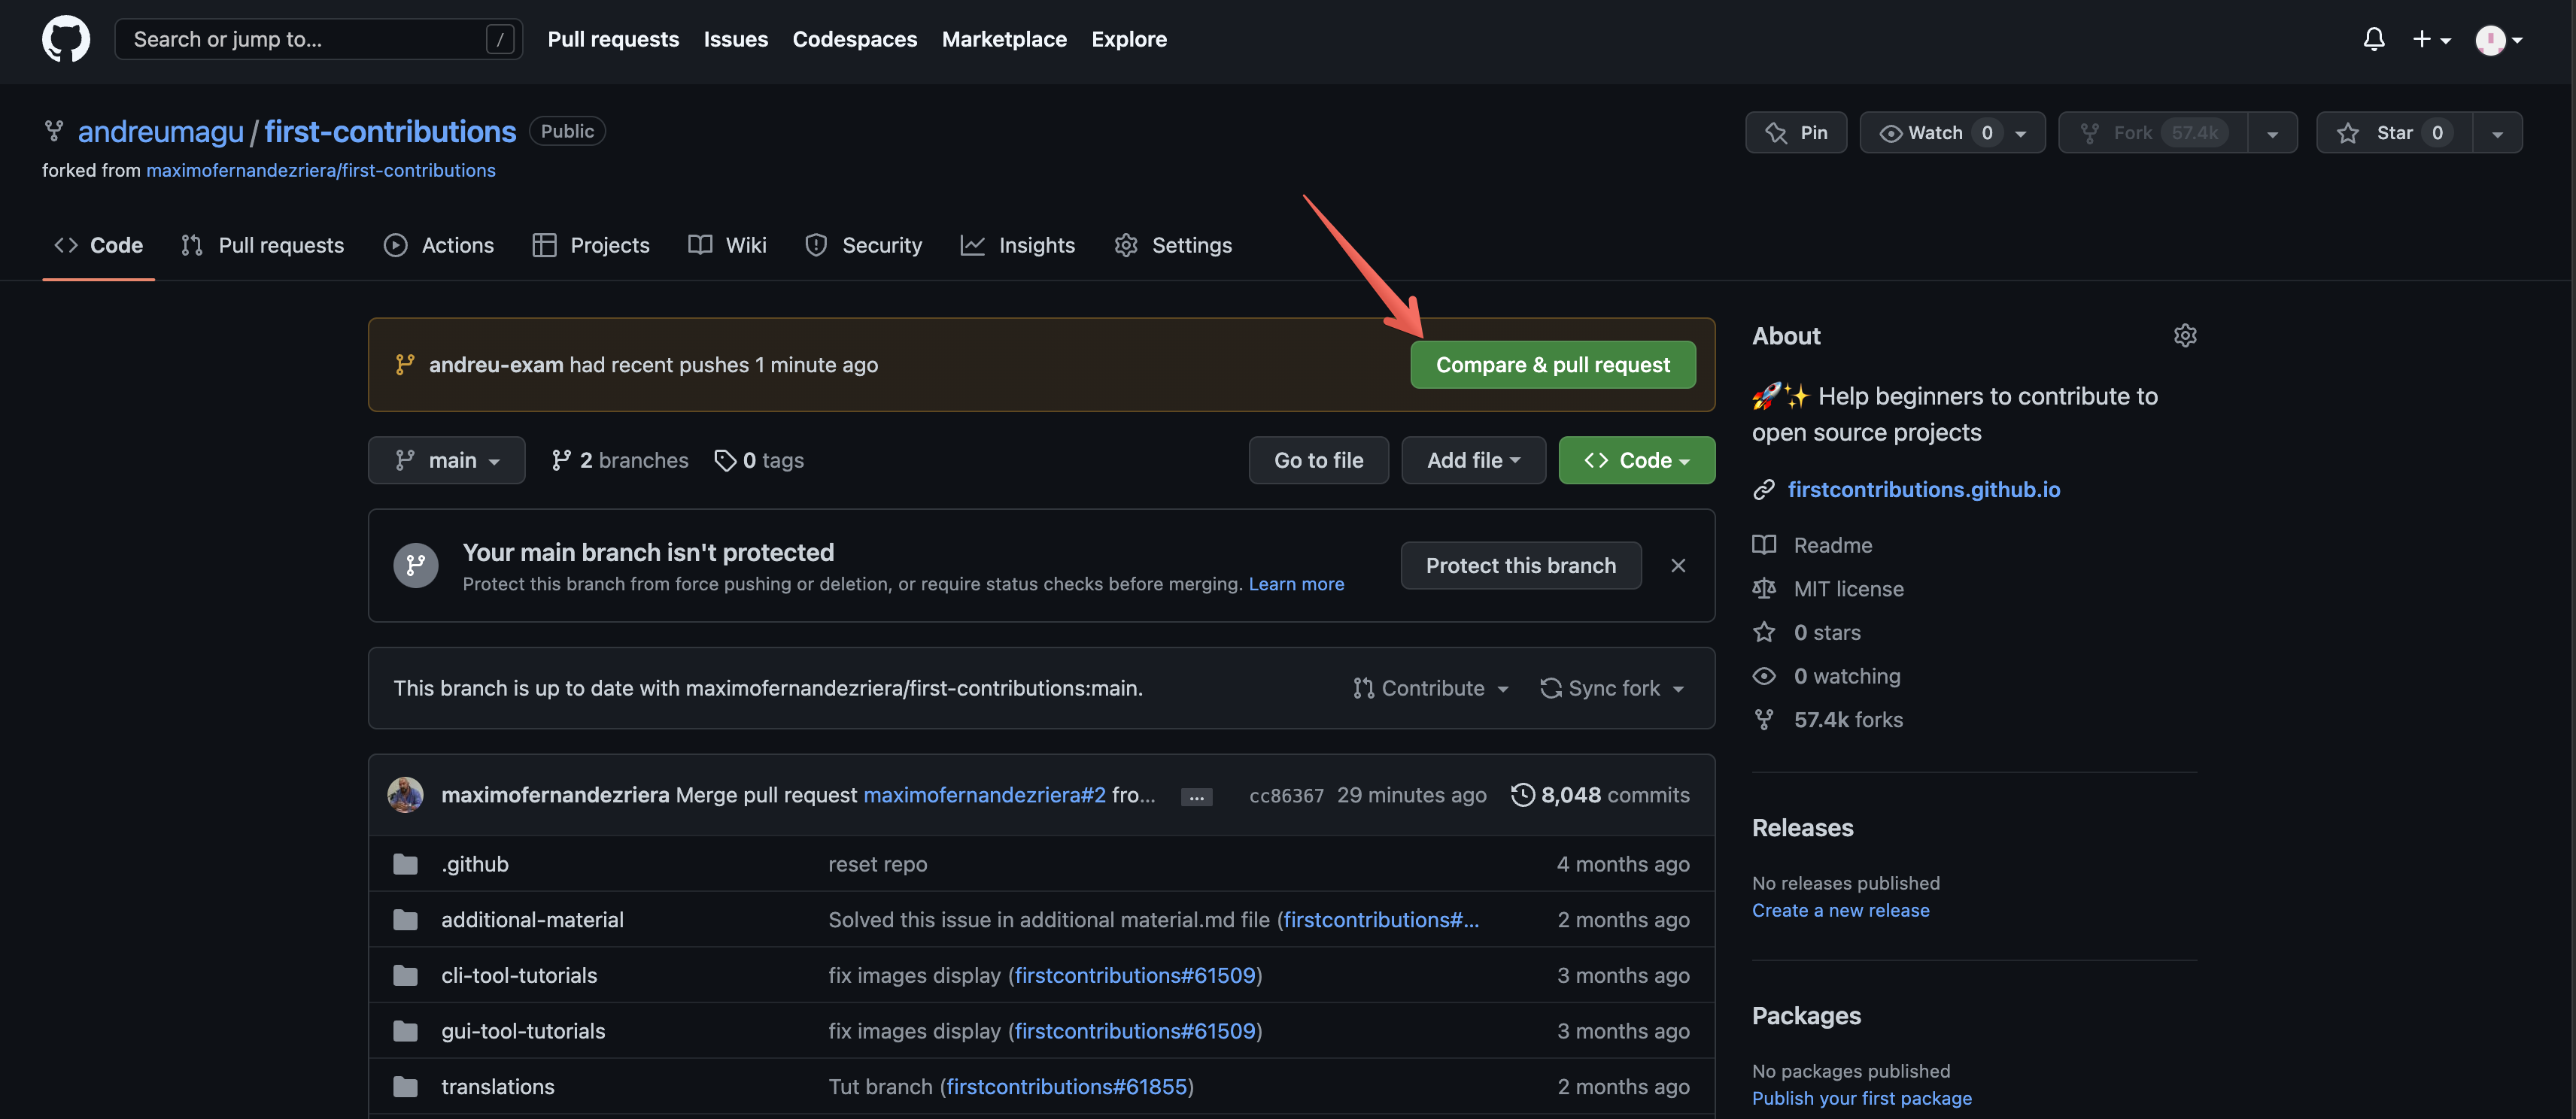 Search or jump to... /
Pull requests Issues Codespaces Marketplace Explore
andreumagu / first-contributions Public
forked from maximofernandezriera/first-contributions
Pin Watch 0 Fork 57.4k Star 0
Code Pull requests Actions Projects Wiki Security Insights Settings
andreu-exam had recent pushes 1 minute ago
Compare & pull request
main 2 branches 0 tags
Go to file Add file Code
Your main branch isn't protected
Protect this branch from force pushing or deletion, or require status checks before merging. Learn more
Protect this branch
This branch is up to date with maximofernandezriera/first-contributions:main.
Contribute Sync fork
maximofernandezriera Merge pull request maximofernandezriera#2 fro... ... cc86367 29 minutes ago 8,048 commits
.github reset repo 4 months ago
additional-material Solved this issue in additional material.md file (firstcontributions#... 2 months ago
cli-tool-tutorials fix images display (firstcontributions#61509) 3 months ago
gui-tool-tutorials fix images display (firstcontributions#61509) 3 months ago
translations Tut branch (firstcontributions#61855) 2 months ago
About
🚀✨ Help beginners to contribute to
open source projects
firstcontributions.github.io
Readme
MIT license
0 stars
0 watching
57.4k forks
Releases
No releases published
Create a new release
Packages
No packages published
Publish your first package